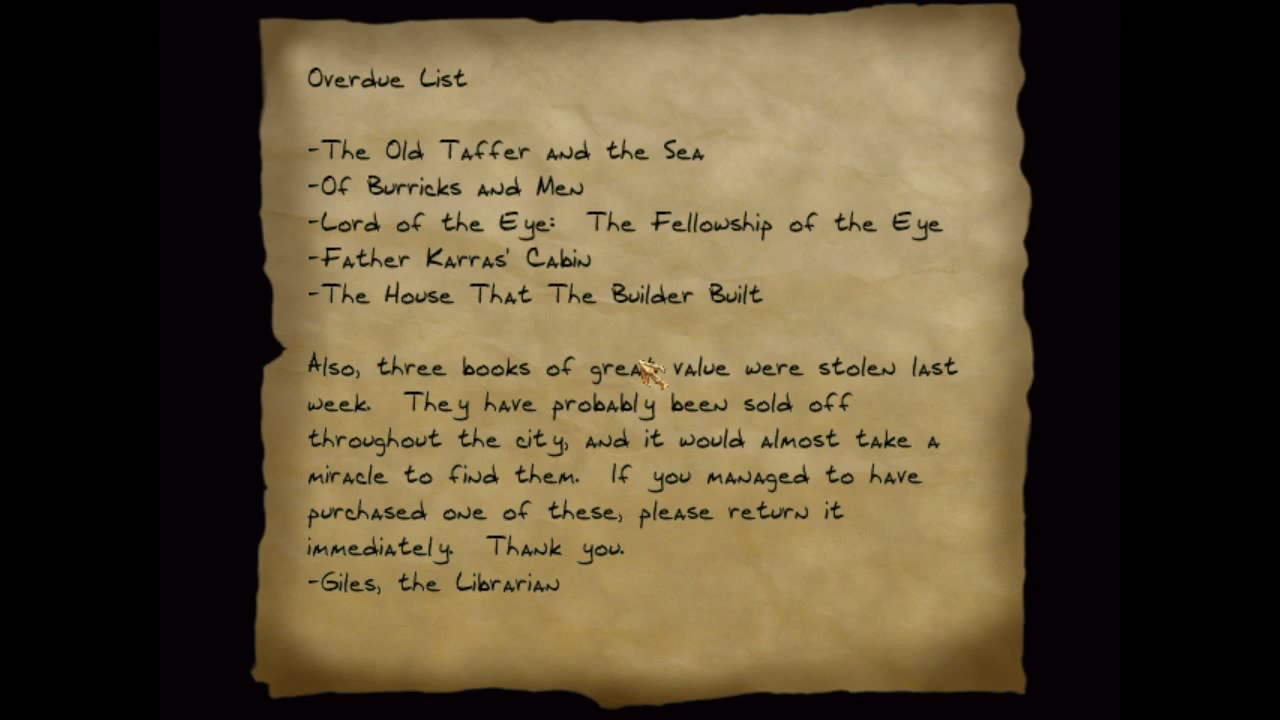 Overdue List
-The Old Taffer and the Sea
-Of Burricks and Men
-Lord of the Eye:  The Fellowship of the Eye
-Father Karras' Cabin
-The House That The Builder Built
Also, three books of great value were stolen last
week.  They have probably been sold off
throughout the city, and it would almost take a
miracle to find them.  If you managed to have
purchased one of these, please return it
immediately.  Thank you.
-Giles, the Librarian